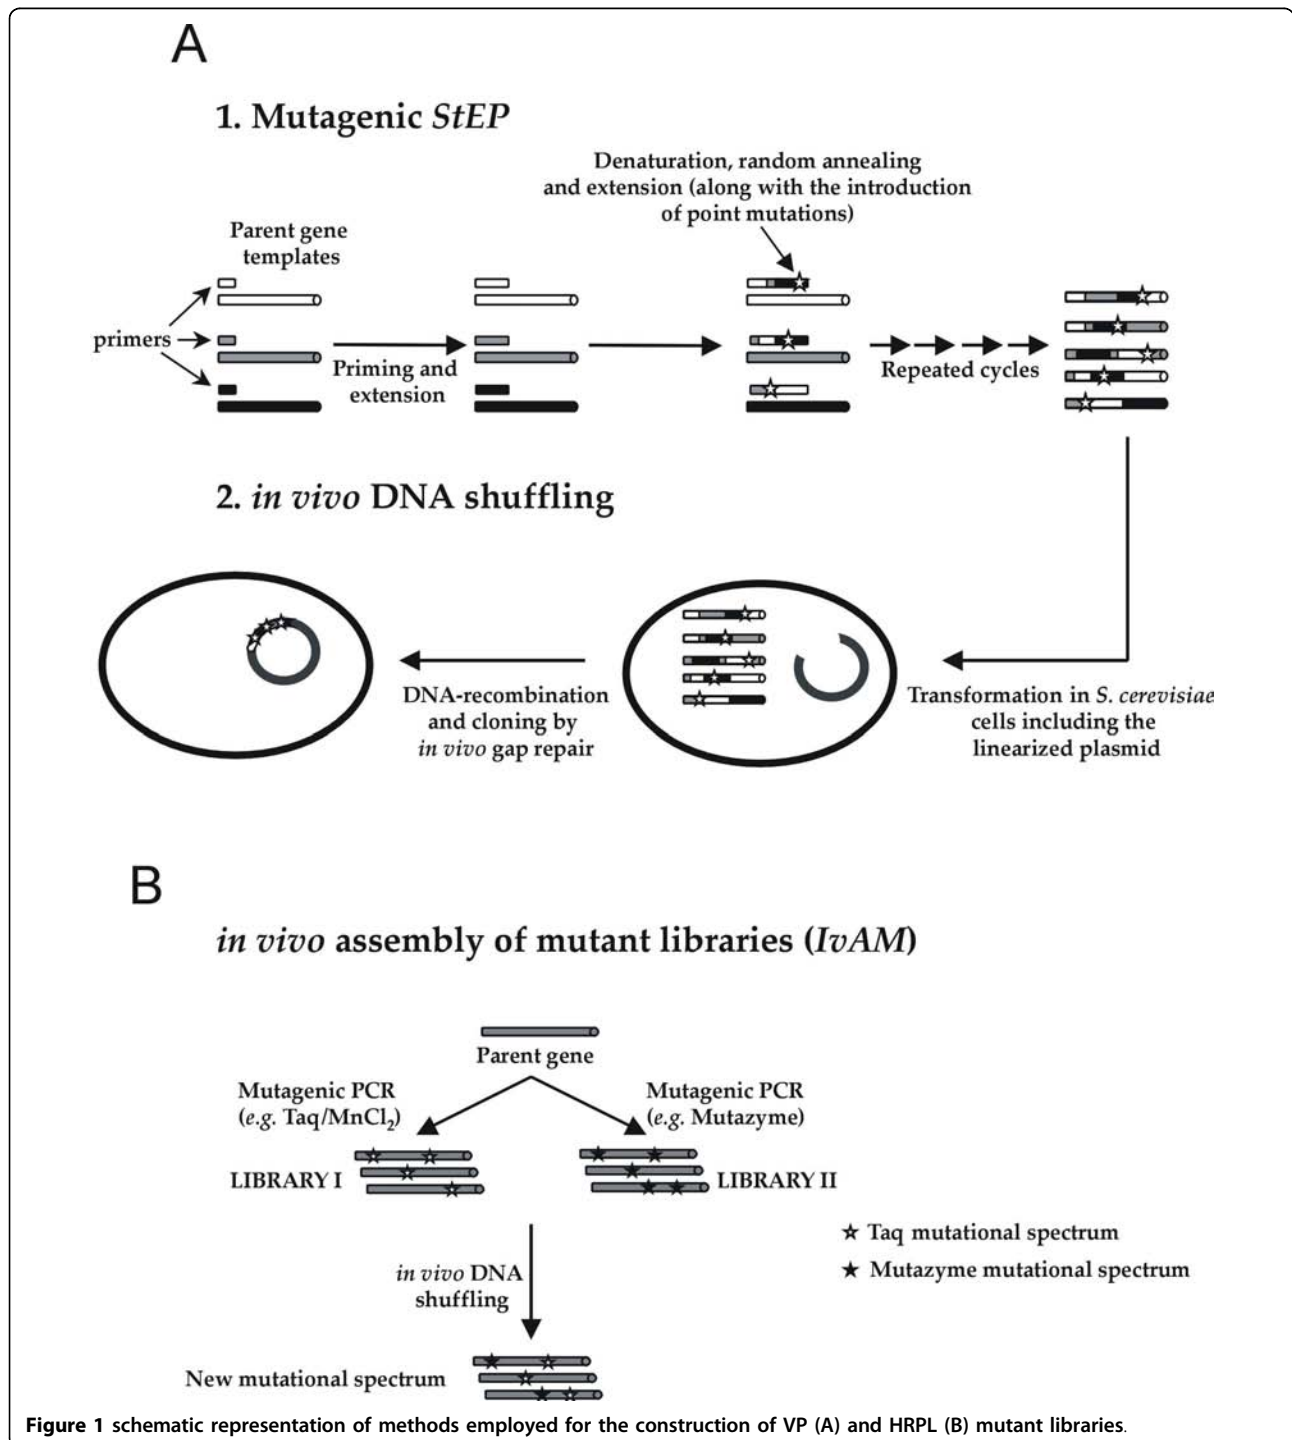 A
1. Mutagenic StEP
Denaturation, random annealing
and extension (along with the introduction
of point mutations)
Parent gene
templates
primers
Priming and
extension
Repeated cycles
2. in vivo DNA shuffling
DNA-recombination
and cloning by
in vivo gap repair
Transformation in S. cerevisiae
cells including the
linearized plasmid
B
in vivo assembly of mutant libraries (IvAM)
Parent gene
Mutagenic PCR
(e.g. Taq/MnCl₂)
Mutagenic PCR
(e.g. Mutazyme)
LIBRARY I
LIBRARY II
Taq mutational spectrum
Mutazyme mutational spectrum
in vivo DNA
shuffling
New mutational spectrum
Figure 1 schematic representation of methods employed for the construction of VP (A) and HRPL (B) mutant libraries.